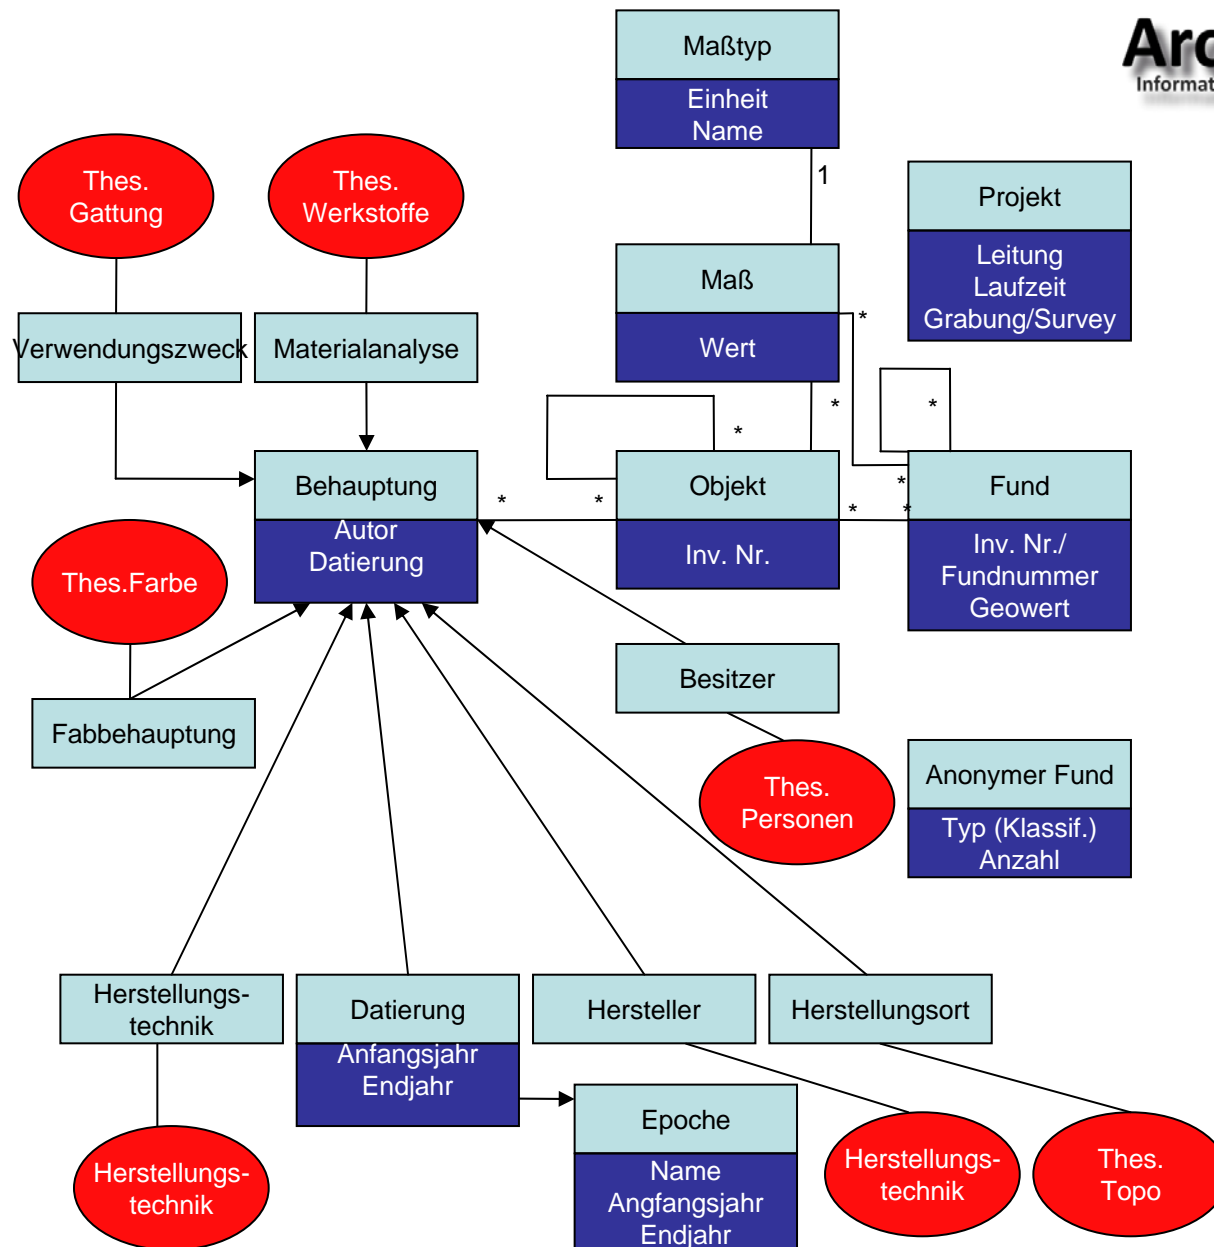 Maßtyp
Einheit
Name
Informat
Thes.
Gattung
Thes.
Werkstoffe
1
Projekt
Leitung
Laufzeit
Grabung/Survey
Maß
Wert
*
Verwendungszweck
Materialanalyse
*
*
*
Behauptung
Autor
Datierung
*
*
Objekt
Inv. Nr.
*
*
*
Fund
Inv. Nr./
Fundnummer
Geowert
Thes.Farbe
Fabbehauptung
Besitzer
Thes.
Personen
Anonymer Fund
Typ (Klassif.)
Anzahl
Herstellungs-
technik
Datierung
Anfangsjahr
Endjahr
Hersteller
Herstellungsort
Epoche
Name
Angfangsjahr
Endjahr
Herstellungs-
technik
Herstellungs-
technik
Thes.
Topo